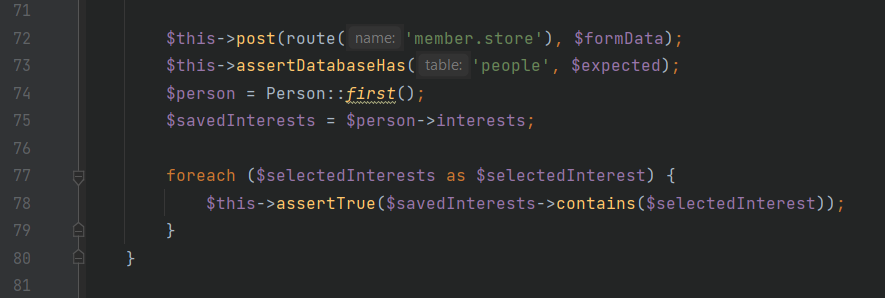 71
72 $this->post(route( name: 'member.store'), $formData);
73 $this->assertDatabaseHas( table: 'people', $expected);
74 $person = Person::first();
75 $savedInterests = $person->interests;
76
77 foreach ($selectedInterests as $selectedInterest) {
78 $this->assertTrue($savedInterests->contains($selectedInterest));
79 }
80 }
81